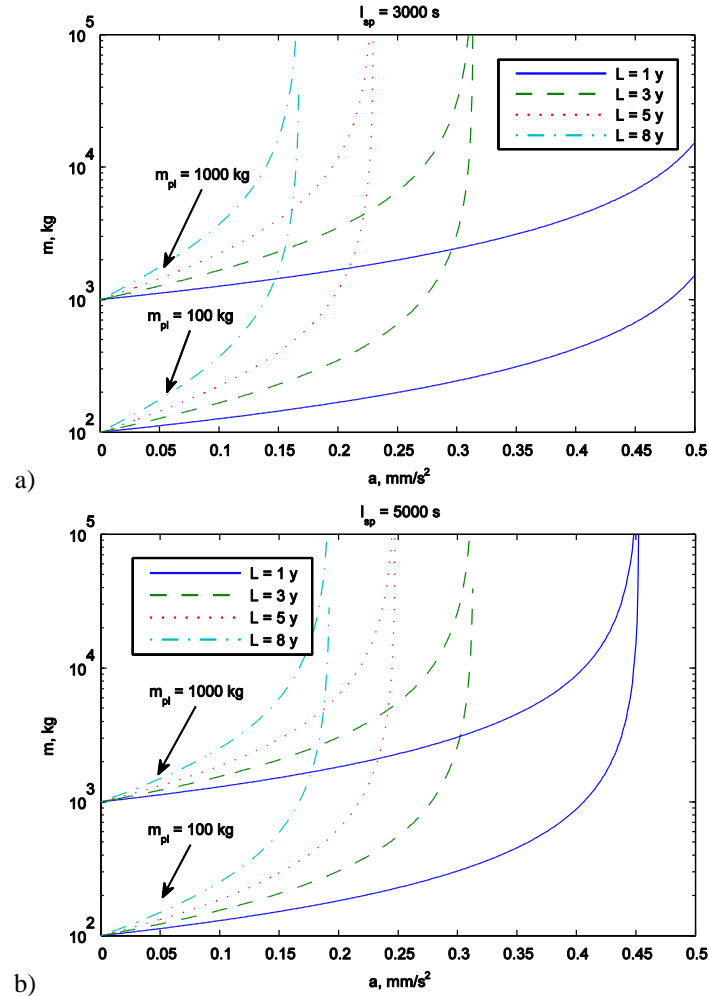 I_sp = 3000 s
10^5
10^4
10^3
10^2
m, kg
m_pl = 1000 kg
m_pl = 100 kg
L = 1 y
L = 3 y
L = 5 y
L = 8 y
0 0.05 0.1 0.15 0.2 0.25 0.3 0.35 0.4 0.45 0.5
a, mm/s^2
a)
I_sp = 5000 s
10^5
10^4
10^3
10^2
m, kg
L = 1 y
L = 3 y
L = 5 y
L = 8 y
m_pl = 1000 kg
m_pl = 100 kg
0 0.05 0.1 0.15 0.2 0.25 0.3 0.35 0.4 0.45 0.5
a, mm/s^2
b)